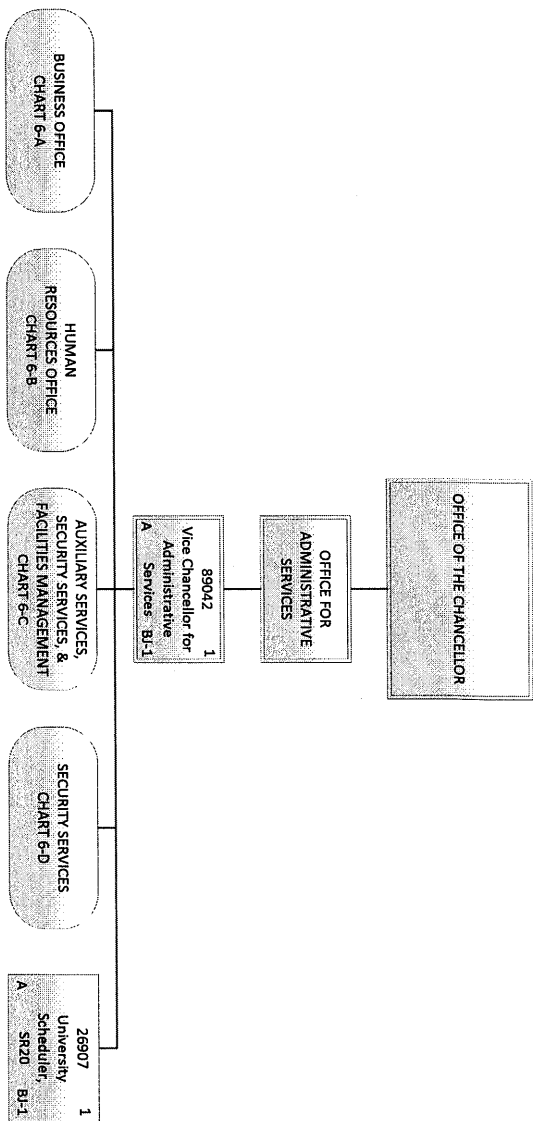 OFFICE OF THE CHANCELLOR
OFFICE FOR
ADMINISTRATIVE
SERVICES
89042 1
Vice Chancellor for
Administrative
A Services BJ-1
BUSINESS OFFICE
CHART 6-A
HUMAN
RESOURCES OFFICE
CHART 6-B
AUXILIARY SERVICES,
SECURITY SERVICES, &
FACILITIES MANAGEMENT
CHART 6-C
SECURITY SERVICES
CHART 6-D
26907 1
University
Scheduler,
A SR20 BJ-1